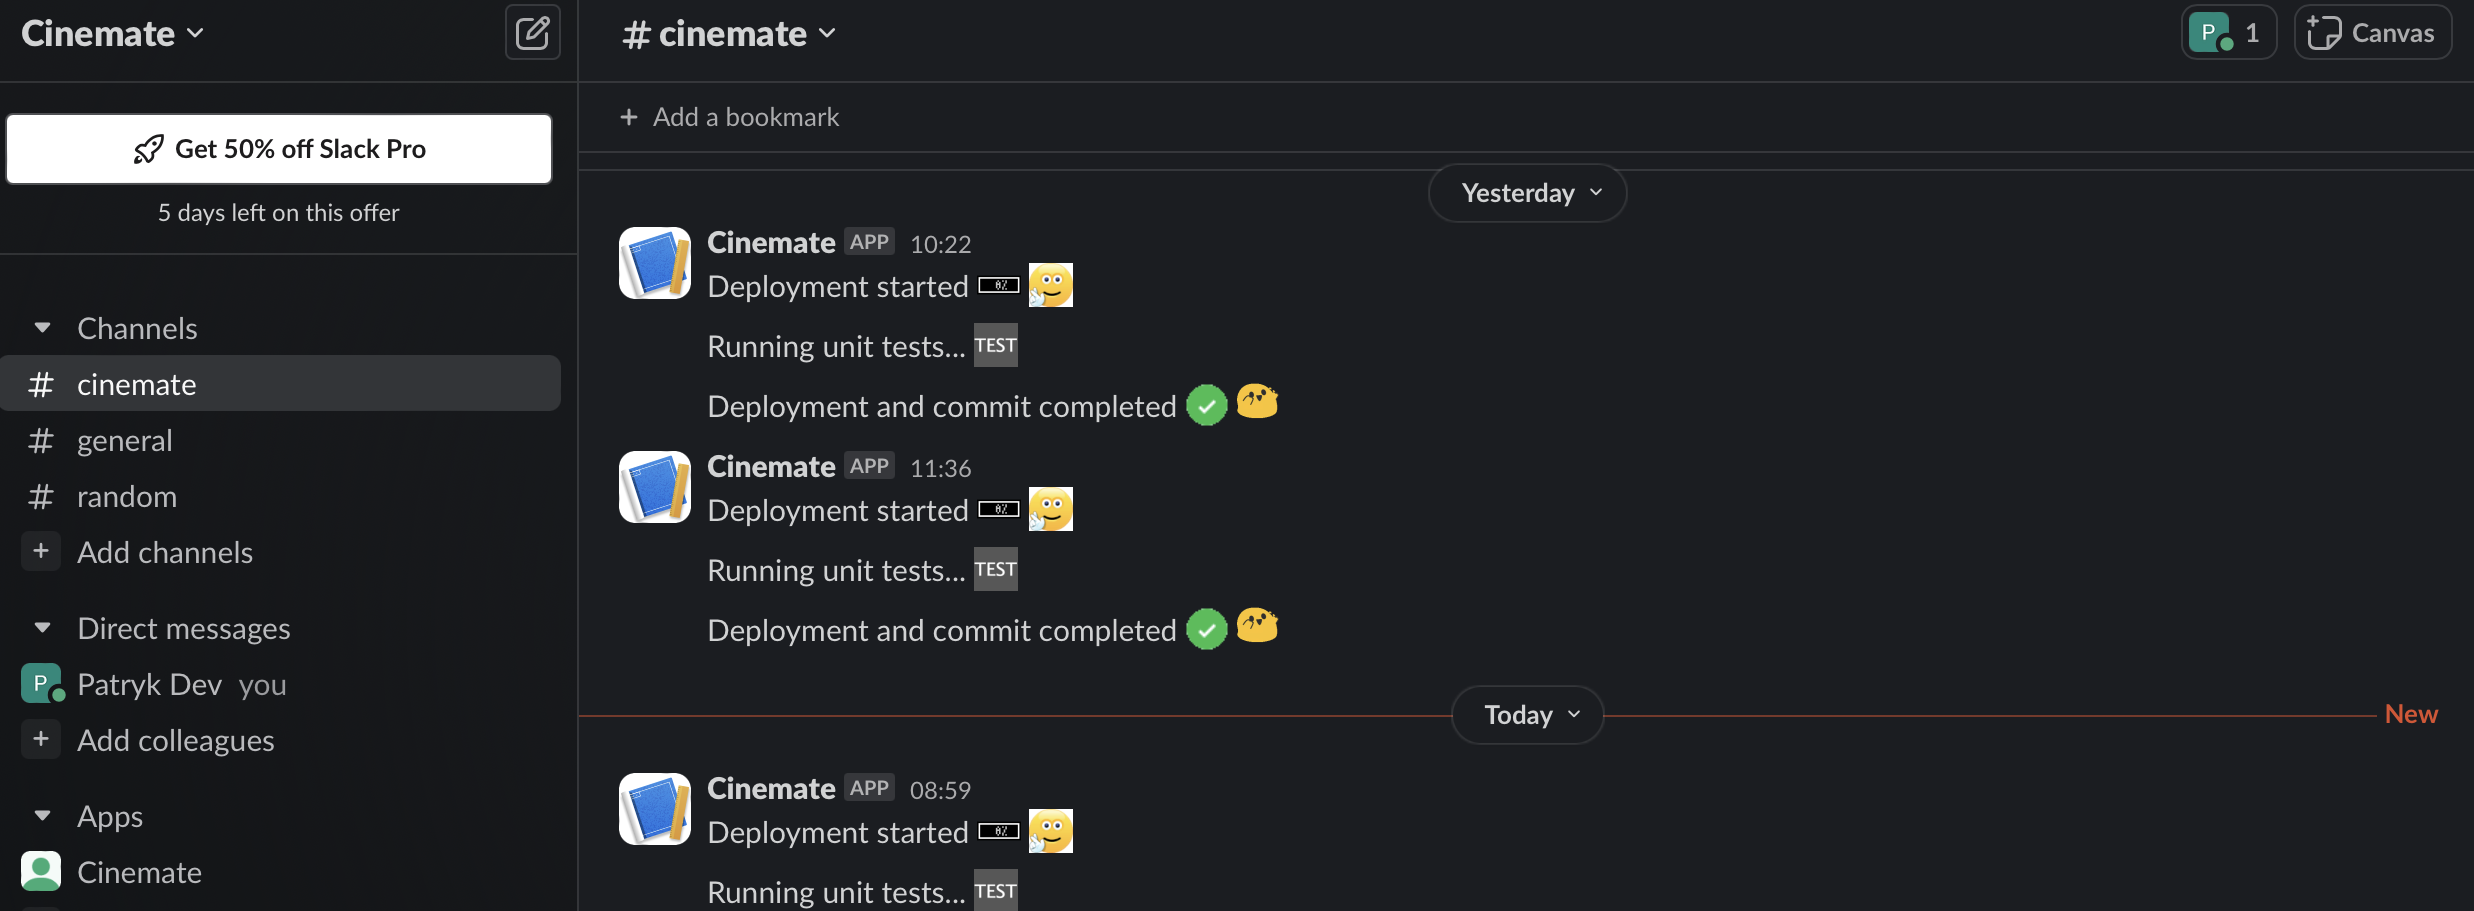 Cinemate
# cinemate
P 1
Canvas
Get 50% off Slack Pro
5 days left on this offer
+ Add a bookmark
Channels
# cinemate
# general
# random
+ Add channels
Direct messages
P Patryk Dev you
+ Add colleagues
Apps
Cinemate
Yesterday
Cinemate APP 10:22
Deployment started 0%
Running unit tests... TEST
Deployment and commit completed
Cinemate APP 11:36
Deployment started 0%
Running unit tests... TEST
Deployment and commit completed
Today
New
Cinemate APP 08:59
Deployment started 0%
Running unit tests... TEST